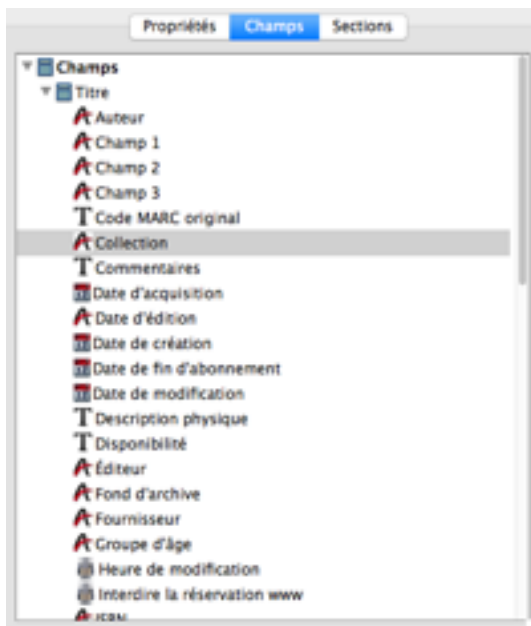 Propriétés Champs Sections
Champs
Titre
Auteur
Champ 1
Champ 2
Champ 3
Code MARC original
Collection
Commentaires
Date d'acquisition
Date d'édition
Date de création
Date de fin d'abonnement
Date de modification
Description physique
Disponibilité
Éditeur
Fond d'archive
Fournisseur
Groupe d'âge
Heure de modification
Interdire la réservation www
ISBN